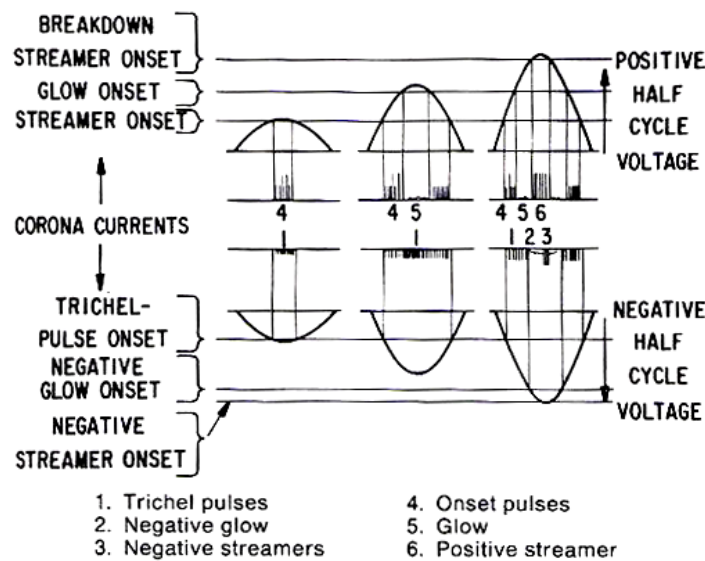 BREAKDOWN
STREAMER ONSET
GLOW ONSET
STREAMER ONSET
POSITIVE
HALF
CYCLE
VOLTAGE
4
4 5
4 5 6
CORONA CURRENTS
1
1
1 2 3
TRICHEL-
PULSE ONSET
NEGATIVE
GLOW ONSET
NEGATIVE
STREAMER ONSET
NEGATIVE
HALF
CYCLE
VOLTAGE
1. Trichel pulses
2. Negative glow
3. Negative streamers
4. Onset pulses
5. Glow
6. Positive streamer